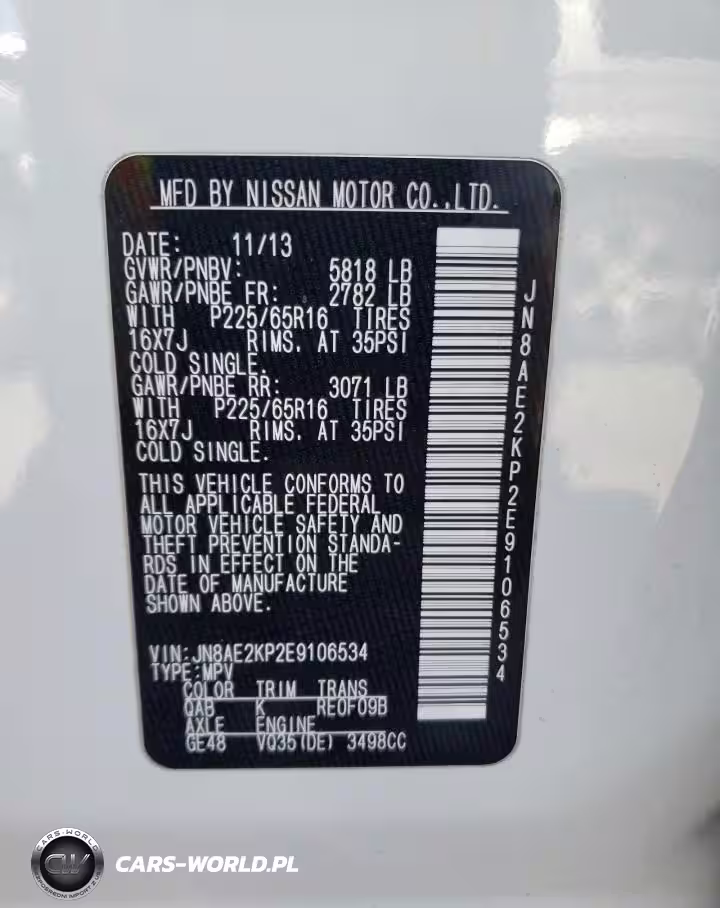 MFD BY NISSAN MOTOR CO.,LTD.
DATE: 11/13
GVWR/PNBV: 5818 LB
GAWR/PNBE FR: 2782 LB
WITH P225/65R16 TIRES
16X7J RIMS. AT 35PSI
COLD SINGLE.
GAWR/PNBE RR: 3071 LB
WITH P225/65R16 TIRES
16X7J RIMS. AT 35PSI
COLD SINGLE.
THIS VEHICLE CONFORMS TO
ALL APPLICABLE FEDERAL
MOTOR VEHICLE SAFETY AND
THEFT PREVENTION STANDA-
RDS IN EFFECT ON THE
DATE OF MANUFACTURE
SHOWN ABOVE.
VIN:JN8AE2KP2E9106534
TYPE:MPV
COLOR TRIM TRANS
QAB K RE0F09B
AXLE ENGINE
GE48 VQ35(DE) 3498CC
JN8AE2KP2E9106534
CARS-WORLD
CW
CARS-WORLD.PL